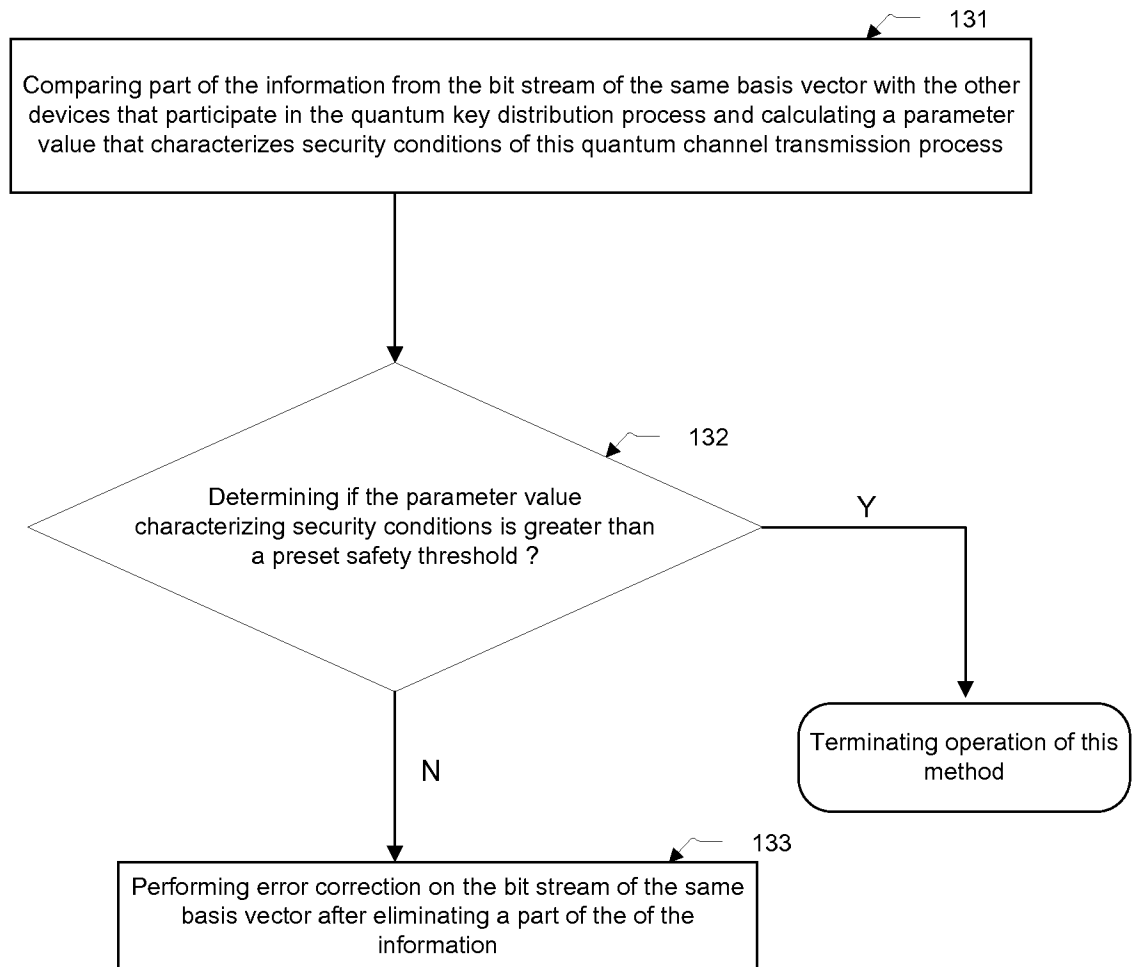 131
Comparing part of the information from the bit stream of the same basis vector with the other
devices that participate in the quantum key distribution process and calculating a parameter
value that characterizes security conditions of this quantum channel transmission process
132
Determining if the parameter value
characterizing security conditions is greater than
a preset safety threshold ?
Y
Terminating operation of this
method
N
133
Performing error correction on the bit stream of the same
basis vector after eliminating a part of the of the
information